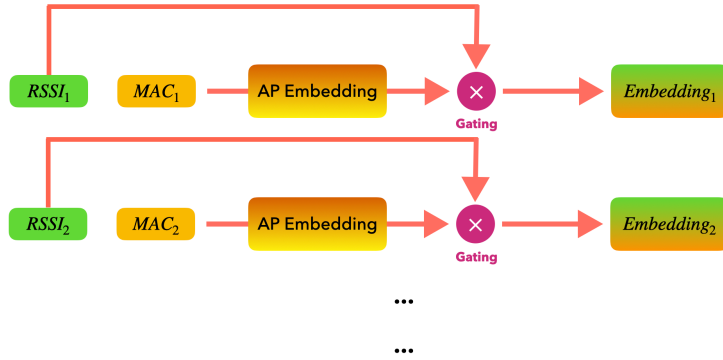 RSSI₁ MAC₁ AP Embedding × Embedding₁
Gating
RSSI₂ MAC₂ AP Embedding × Embedding₂
Gating
...
...